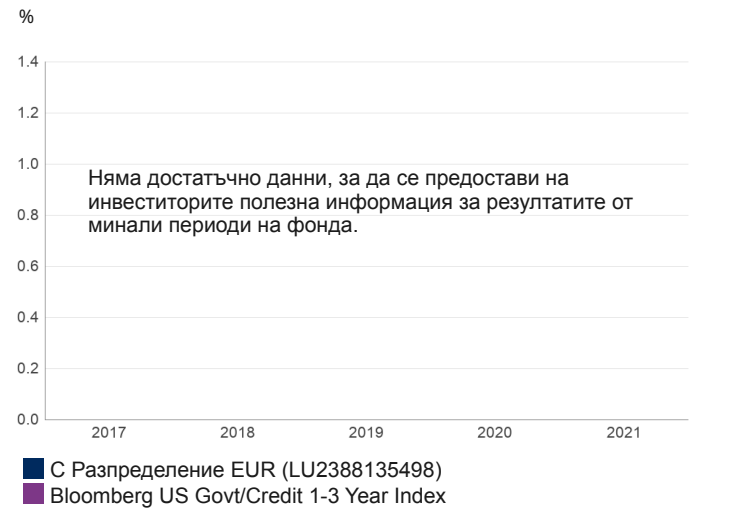 %
1.4
1.2
1.0
Няма достатъчно данни, за да се предостави на
инвеститорите полезна информация за резултатите от
0.8
минали периоди на фонда.
0.6
0.4
0.2
0.0
2017 2018 2019 2020 2021
C Разпределение EUR (LU2388135498)
Bloomberg US Govt/Credit 1-3 Year Index